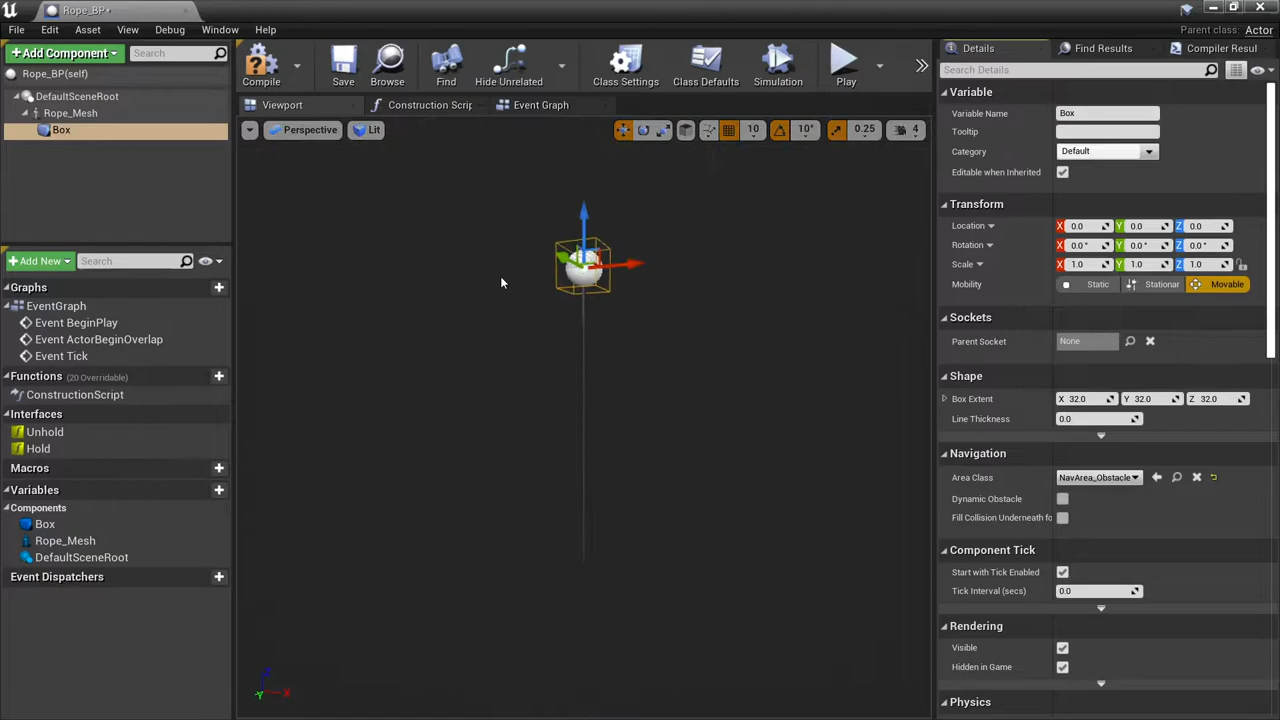 Rope_BP*
File Edit Asset View Debug Window Help
Parent class: Actor
Add Component
Search
Rope_BP(self)
DefaultSceneRoot
Rope_Mesh
Box
Add New
Search
Graphs
EventGraph
Event BeginPlay
Event ActorBeginOverlap
Event Tick
Functions (20 Overridable)
ConstructionScript
Interfaces
Unhold
Hold
Macros
Variables
Components
Box
Rope_Mesh
DefaultSceneRoot
Event Dispatchers
Compile
Save
Browse
Find
Hide Unrelated
Class Settings
Class Defaults
Simulation
Play
Viewport
Construction Scrip
Event Graph
Perspective
Lit
10
10°
0.25
4
Z
Y
X
Details
Find Results
Compiler Resul
Search Details
Variable
Variable Name Box
Tooltip
Category Default
Editable when Inherited
Transform
Location X 0.0 Y 0.0 Z 0.0
Rotation X 0.0 ° Y 0.0 ° Z 0.0 °
Scale X 1.0 Y 1.0 Z 1.0
Mobility Static Stationar Movable
Sockets
Parent Socket None
Shape
Box Extent X 32.0 Y 32.0 Z 32.0
Line Thickness 0.0
Navigation
Area Class NavArea_Obstacle
Dynamic Obstacle
Fill Collision Underneath fo
Component Tick
Start with Tick Enabled
Tick Interval (secs) 0.0
Rendering
Visible
Hidden in Game
Physics